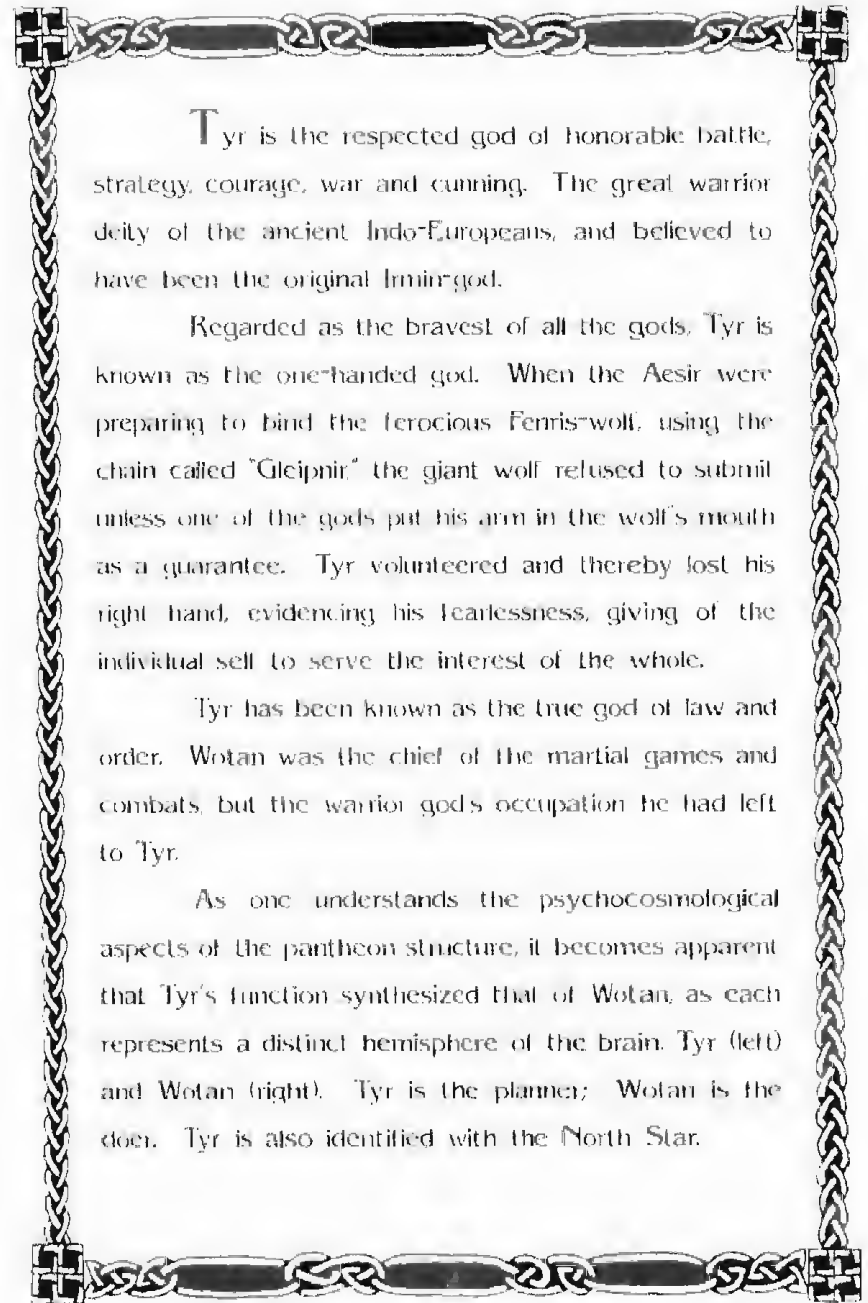 Tyr is the respected god of honorable battle,
strategy, courage, war and cunning. The great warrior
deity of the ancient Indo-Europeans, and believed to
have been the original Irmin-god.
Regarded as the bravest of all the gods, Tyr is
known as the one-handed god. When the Aesir were
preparing to bind the ferocious Fenris-wolf, using the
chain called "Gleipnir" the giant wolf refused to submit
unless one of the gods put his arm in the wolf's mouth
as a guarantee. Tyr volunteered and thereby lost his
right hand, evidencing his fearlessness, giving of the
individual self to serve the interest of the whole.
Tyr has been known as the true god of law and
order. Wotan was the chief of the martial games and
combats, but the warrior god's occupation he had left
to Tyr.
As one understands the psychocosmological
aspects of the pantheon structure, it becomes apparent
that Tyr's function synthesized that of Wotan, as each
represents a distinct hemisphere of the brain. Tyr (left)
and Wotan (right). Tyr is the planner; Wotan is the
doer. Tyr is also identified with the North Star.